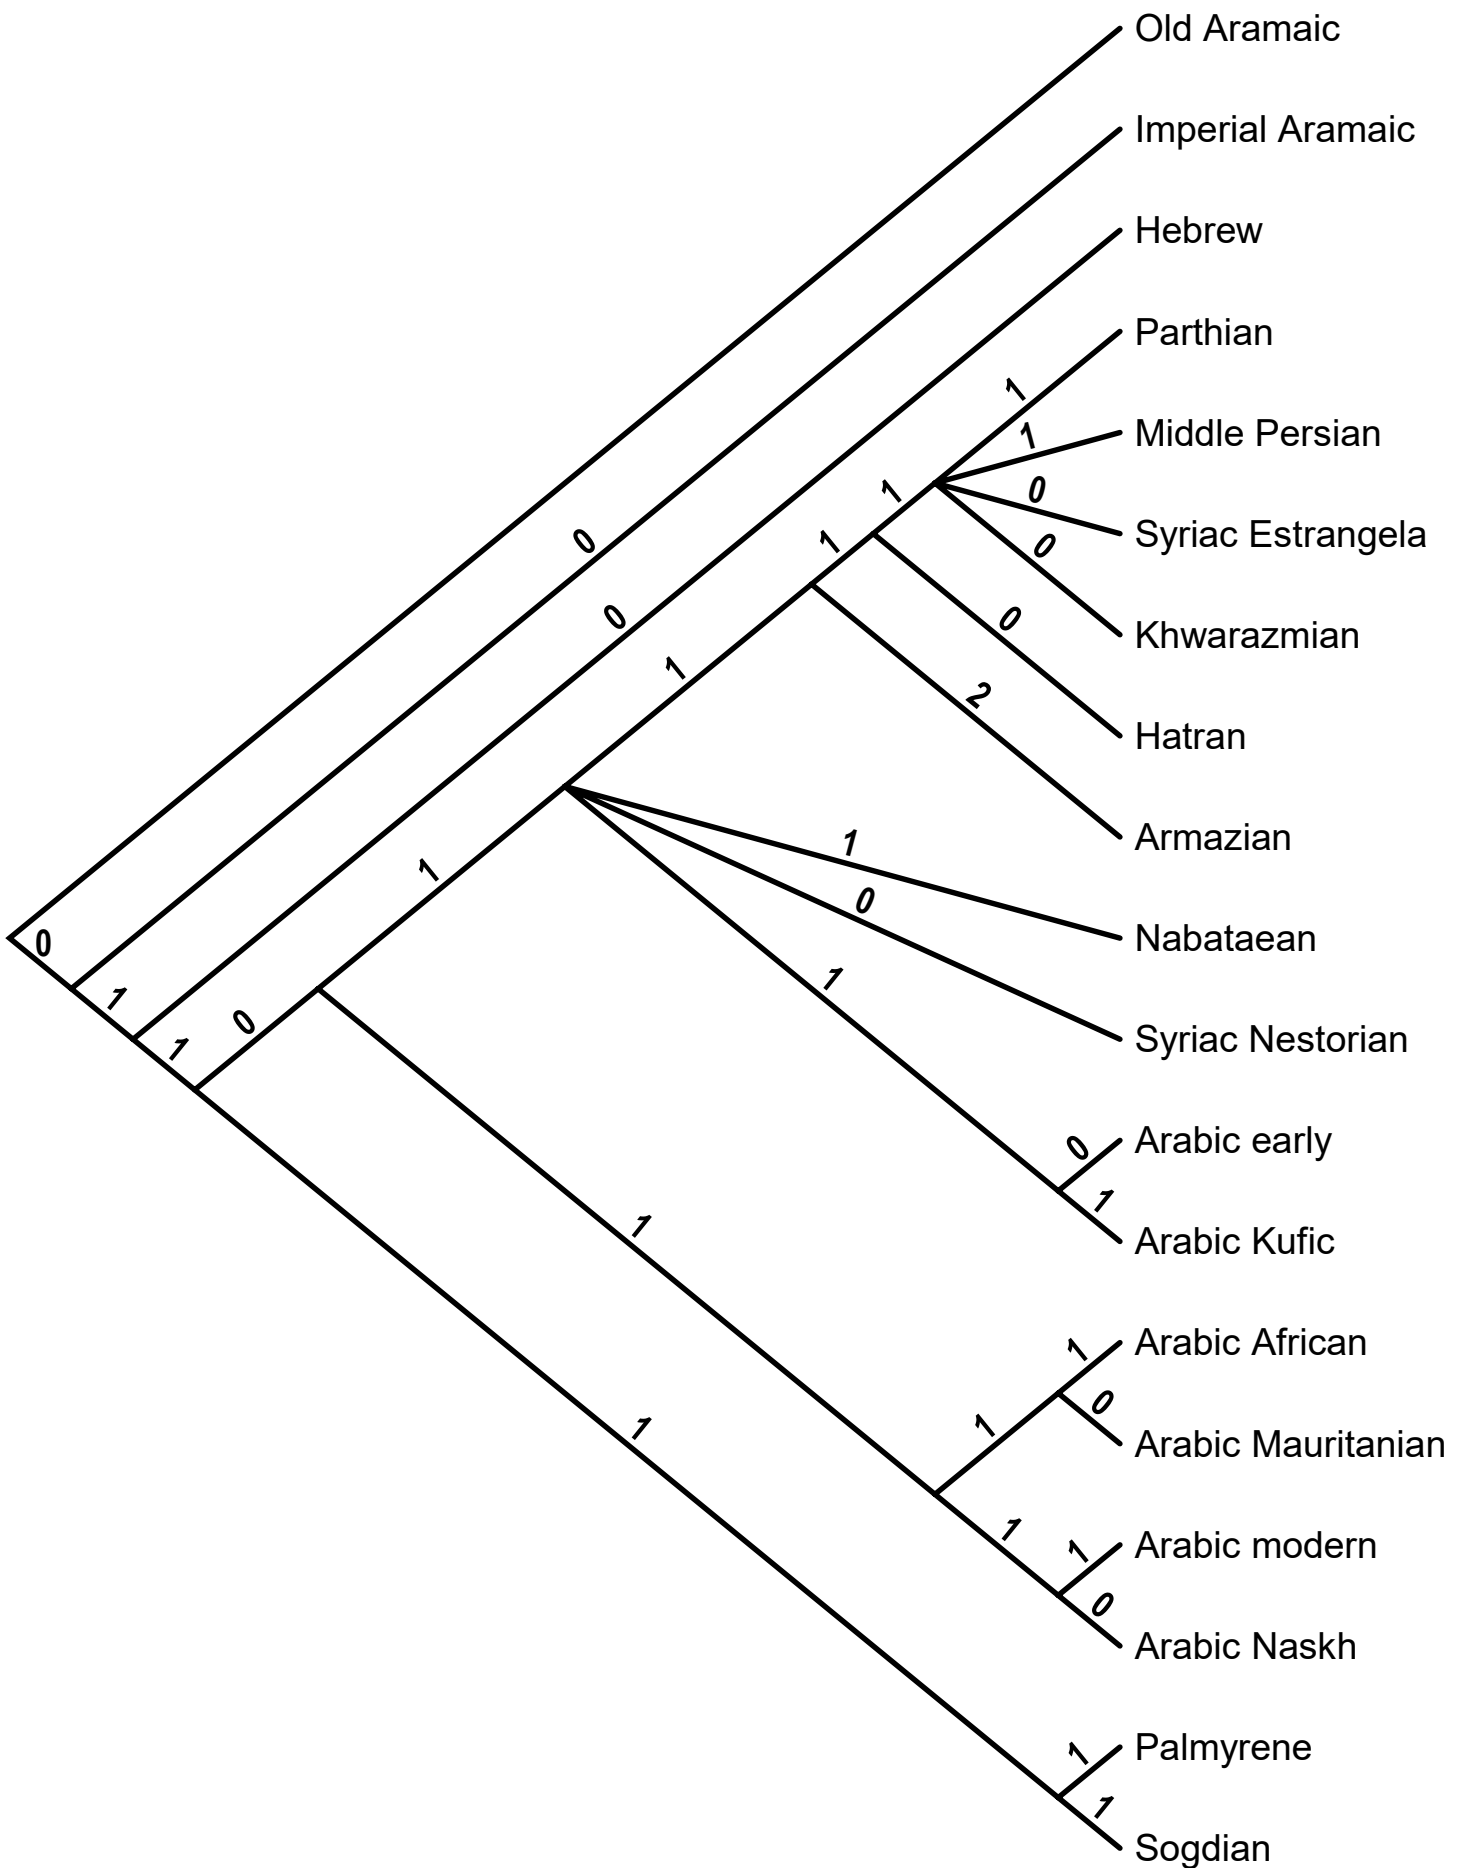 Old Aramaic
Imperial Aramaic
Hebrew
Parthian
1
Middle Persian
1
1
0
Syriac Estrangela
1
0
0
Khwarazmian
0
0
1
2
Hatran
Armazian
1
1
0
Nabataean
0
1
1
0
1
Syriac Nestorian
0
Arabic early
1
Arabic Kufic
1
1
Arabic African
0
1
1
Arabic Mauritanian
1
1
Arabic modern
0
Arabic Naskh
1
Palmyrene
1
Sogdian